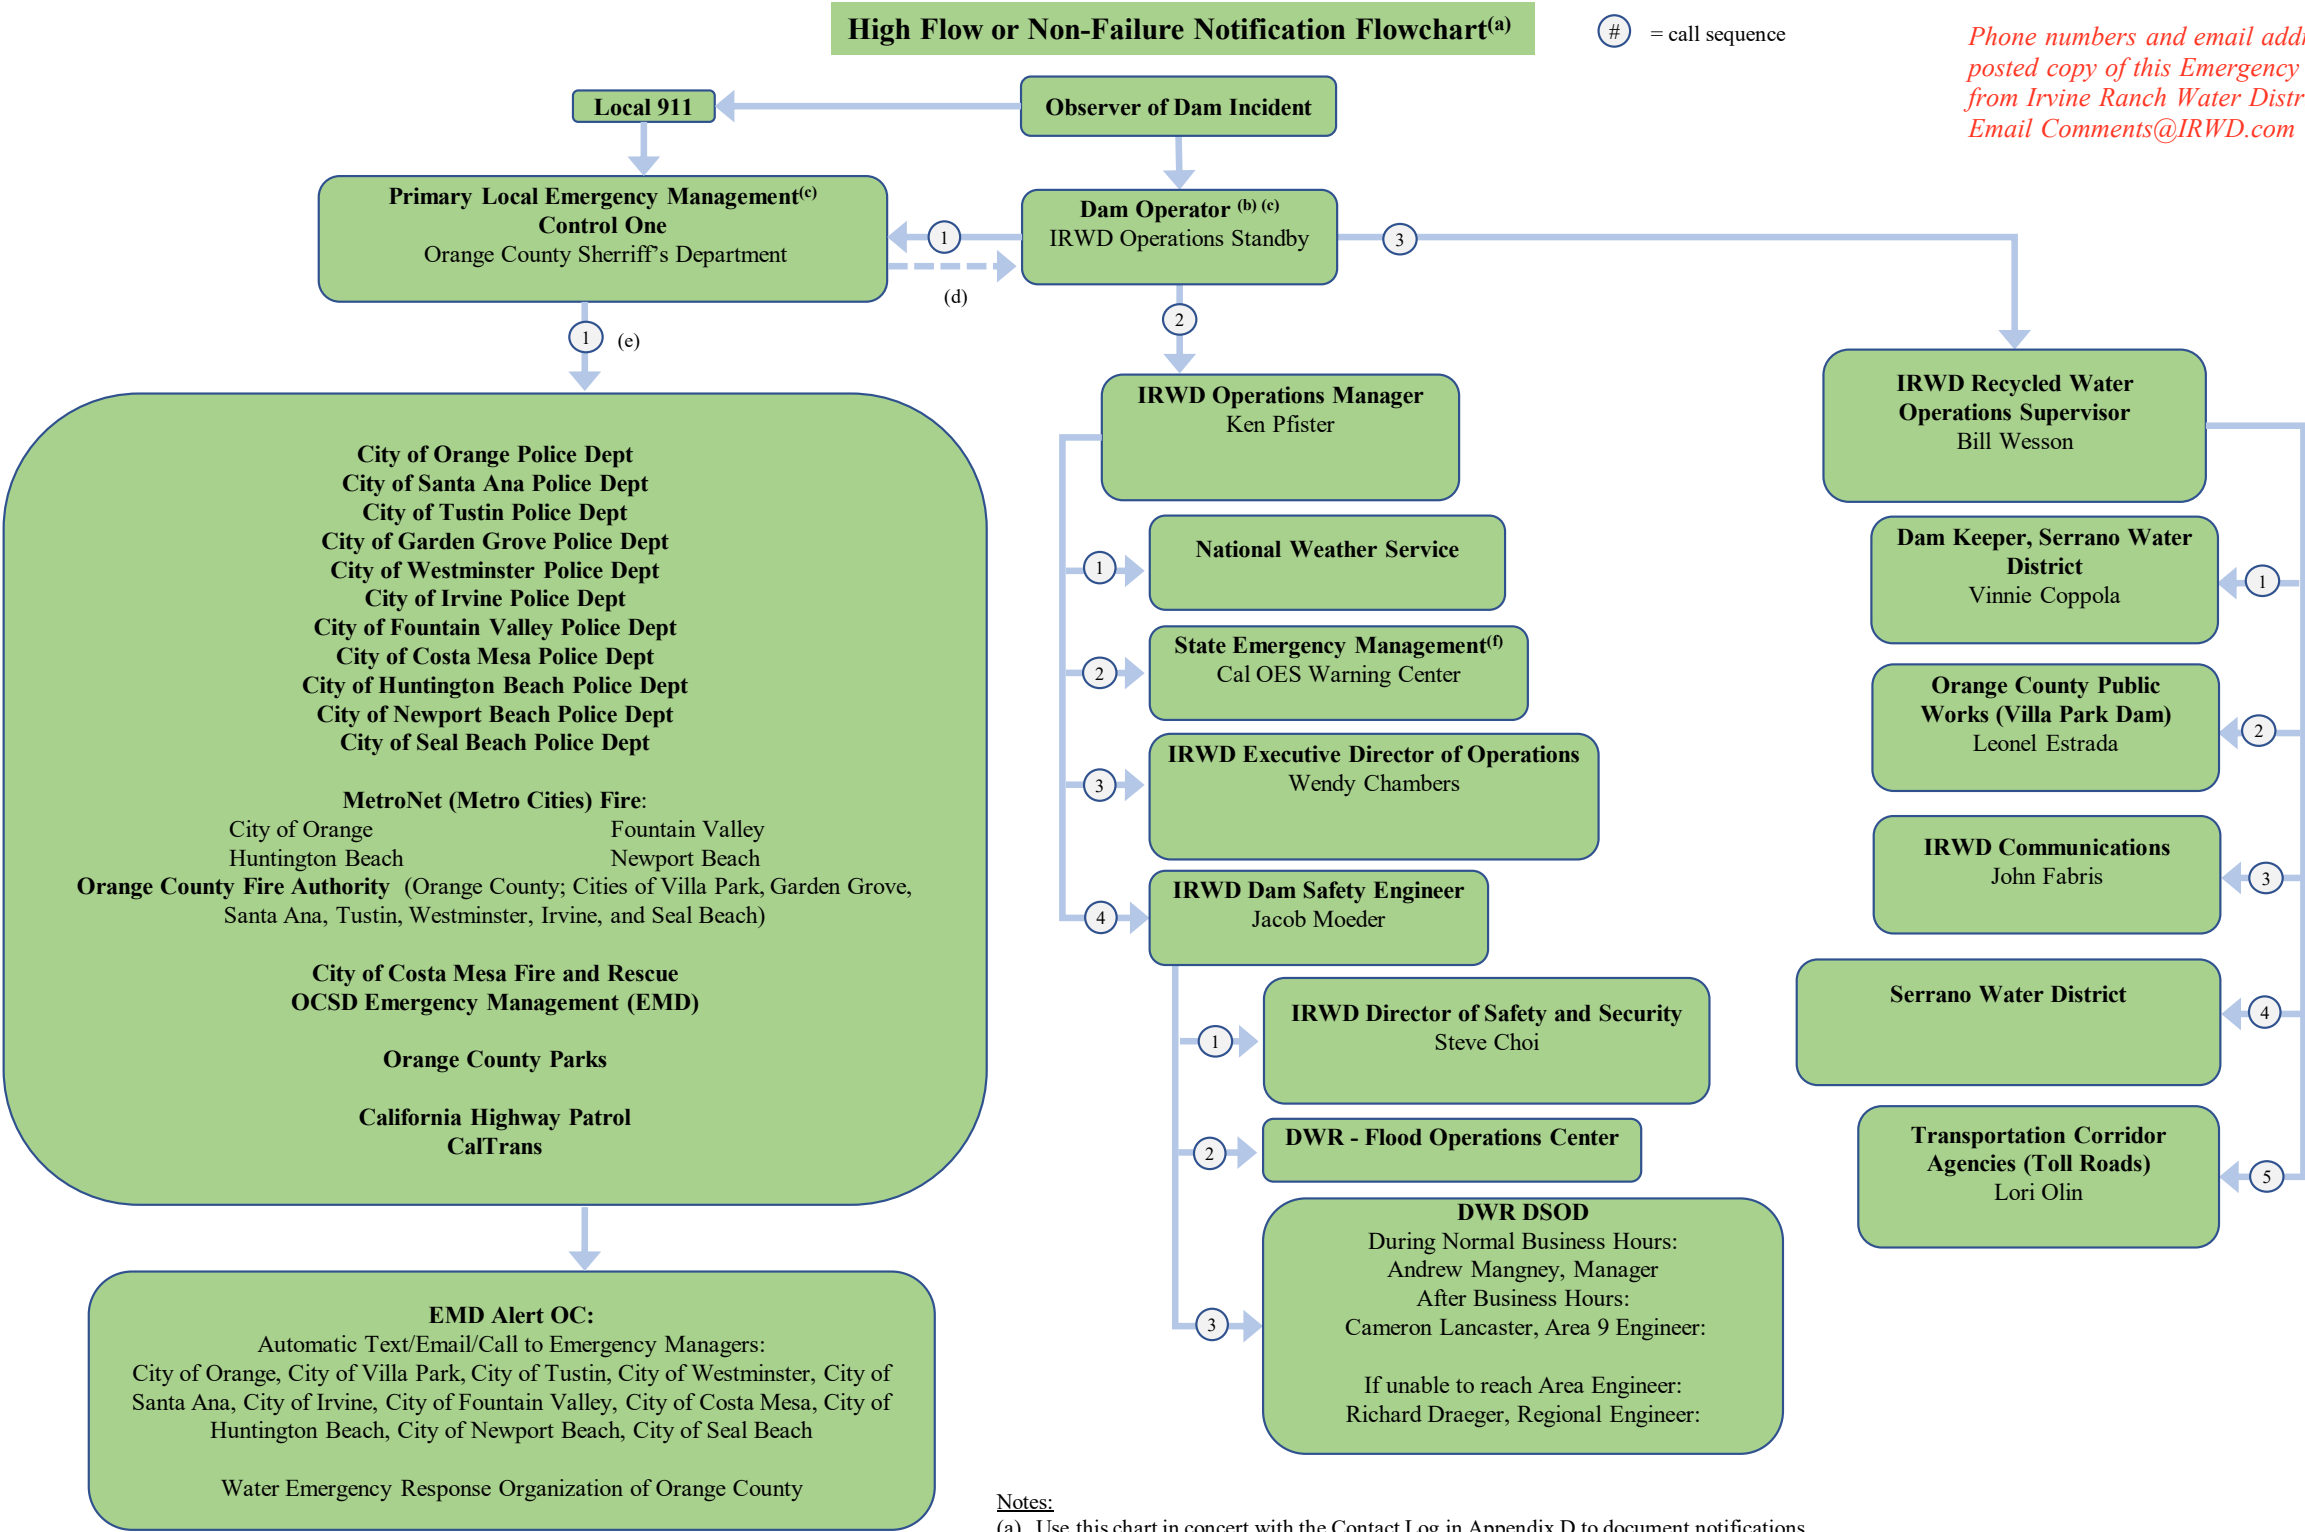 High Flow or Non-Failure Notification Flowchart(a)
# = call sequence
Phone numbers and email
posted copy of this Emergency
from Irvine Ranch Water
Email Comments@IRWD.com
Local 911
Observer of Dam Incident
Primary Local Emergency Management(c)
Control One
Orange County Sherriff's Department
Dam Operator (b) (c)
IRWD Operations Standby
1
3
(d)
2
1
(e)
IRWD Operations Manager
Ken Pfister
IRWD Recycled Water
Operations Supervisor
Bill Wesson
City of Orange Police Dept
City of Santa Ana Police Dept
City of Tustin Police Dept
City of Garden Grove Police Dept
City of Westminster Police Dept
City of Irvine Police Dept
City of Fountain Valley Police Dept
City of Costa Mesa Police Dept
City of Huntington Beach Police Dept
City of Newport Beach Police Dept
City of Seal Beach Police Dept
MetroNet (Metro Cities) Fire:
City of Orange Fountain Valley
Huntington Beach Newport Beach
Orange County Fire Authority (Orange County; Cities of Villa Park, Garden Grove,
Santa Ana, Tustin, Westminster, Irvine, and Seal Beach)
City of Costa Mesa Fire and Rescue
OCSD Emergency Management (EMD)
Orange County Parks
California Highway Patrol
CalTrans
EMD Alert OC:
Automatic Text/Email/Call to Emergency Managers:
City of Orange, City of Villa Park, City of Tustin, City of Westminster, City of
Santa Ana, City of Irvine, City of Fountain Valley, City of Costa Mesa, City of
Huntington Beach, City of Newport Beach, City of Seal Beach
Water Emergency Response Organization of Orange County
1
National Weather Service
2
State Emergency Management(f)
Cal OES Warning Center
3
IRWD Executive Director of Operations
Wendy Chambers
4
IRWD Dam Safety Engineer
Jacob Moeder
1
IRWD Director of Safety and Security
Steve Choi
2
DWR - Flood Operations Center
3
DWR DSOD
During Normal Business Hours:
Andrew Mangney, Manager
After Business Hours:
Cameron Lancaster, Area 9 Engineer:
If unable to reach Area Engineer:
Richard Draeger, Regional Engineer:
Dam Keeper, Serrano Water
District
Vinnie Coppola
1
Orange County Public
Works (Villa Park Dam)
Leonel Estrada
2
IRWD Communications
John Fabris
3
Serrano Water District
4
Transportation Corridor
Agencies (Toll Roads)
Lori Olin
5
Notes:
(a) Use this chart in concert with the Contact Log in Appendix D to document notifications